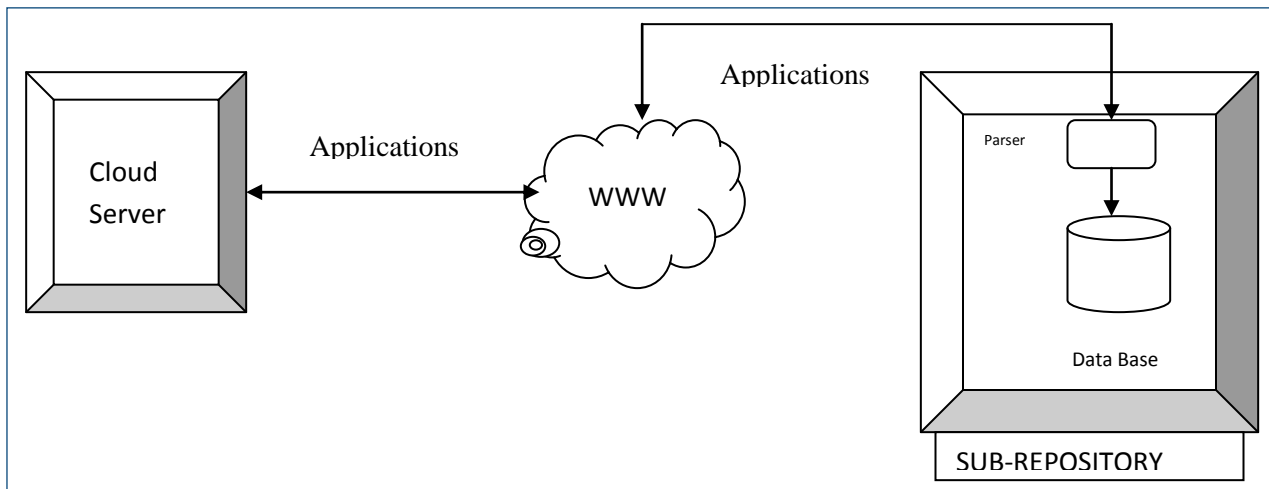 Applications
Applications
Cloud
Server
WWW
Parser
Data Base
SUB-REPOSITORY